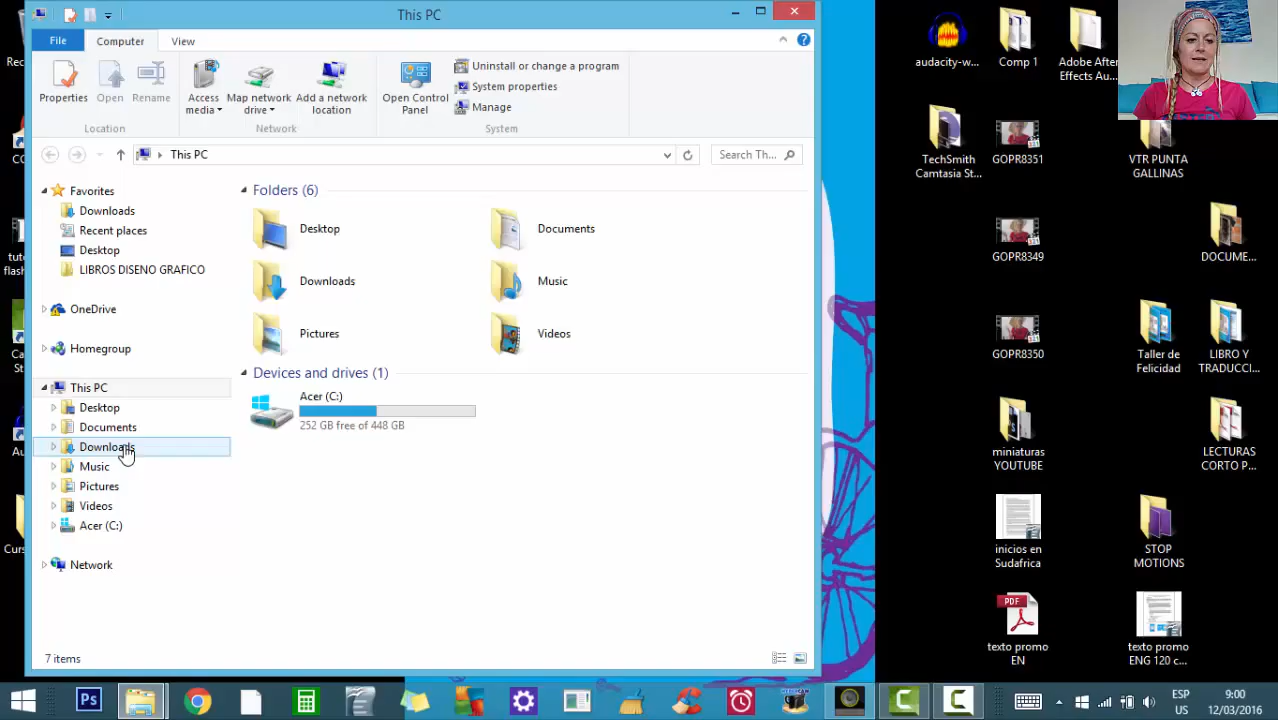 This PC
File
Computer
View
Properties
Open
Rename
Access
media
Map network
drive
Add a network
location
Open Control
Panel
Uninstall or change a program
System properties
Manage
Location
Network
System
This PC
Search Th...
Favorites
Downloads
Recent places
Desktop
LIBROS DISENO GRAFICO
OneDrive
Homegroup
This PC
Desktop
Documents
Downloads
Music
Pictures
Videos
Acer (C:)
Network
Folders (6)
Desktop
Documents
Downloads
Music
Pictures
Videos
Devices and drives (1)
Acer (C:)
252 GB free of 448 GB
7 items
audacity-w...
Comp 1
Adobe After
Effects Au...
TechSmith
Camtasia St...
GOPR8351
VTR PUNTA
GALLINAS
GOPR8349
DOCUME...
GOPR8350
Taller de
Felicidad
LIBRO Y
TRADUCCI...
miniaturas
YOUTUBE
LECTURAS
CORTO P...
inicios en
Sudafrica
STOP
MOTIONS
PDF
texto promo
EN
texto promo
ENG 120 c...
Ps
ESP
US
9:00
12/03/2016